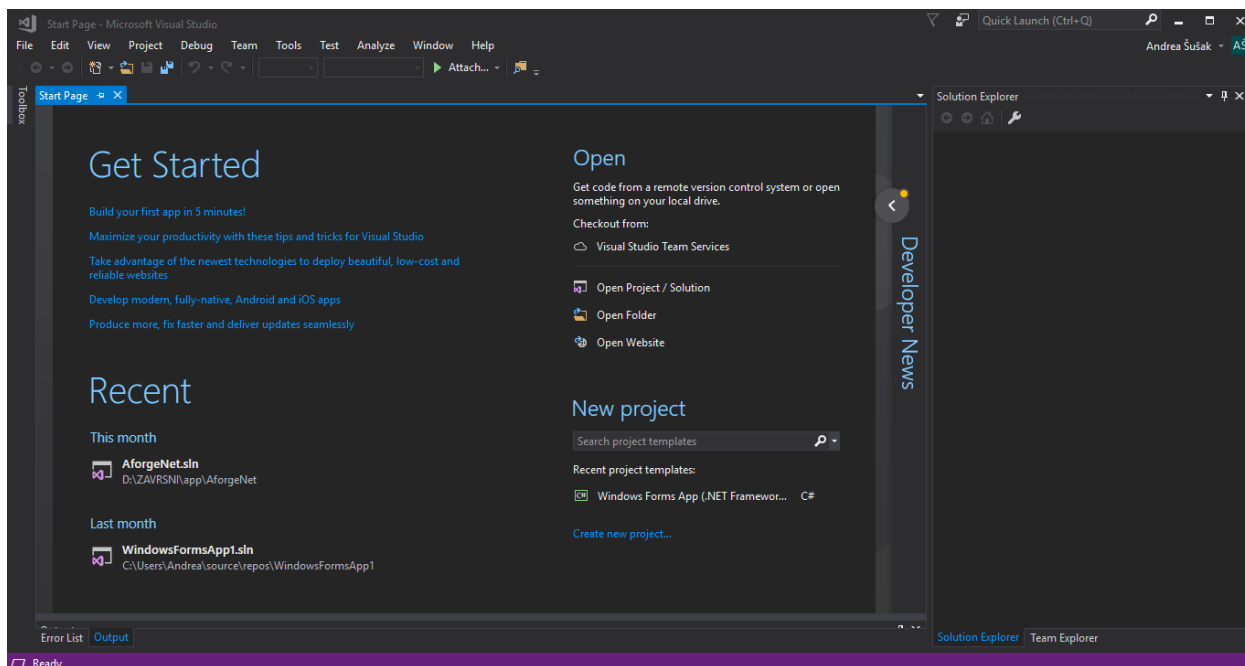 Start Page - Microsoft Visual Studio
Quick Launch (Ctrl+Q)
File Edit View Project Debug Team Tools Test Analyze Window Help
Andrea Šušak AŠ
Attach...
Toolbox
Start Page
Solution Explorer
Get Started
Build your first app in 5 minutes!
Maximize your productivity with these tips and tricks for Visual Studio
Take advantage of the newest technologies to deploy beautiful, low-cost and
reliable websites
Develop modern, fully-native, Android and iOS apps
Produce more, fix faster and deliver updates seamlessly
Recent
This month
AforgeNet.sln
D:\ZAVRSNI\app\AforgeNet
Last month
WindowsFormsApp1.sln
C:\Users\Andrea\source\repos\WindowsFormsApp1
Open
Get code from a remote version control system or open
something on your local drive.
Checkout from:
Visual Studio Team Services
Open Project / Solution
Open Folder
Open Website
New project
Search project templates
Recent project templates:
Windows Forms App (.NET Framewor... C#
Create new project...
Developer News
Error List Output
Solution Explorer Team Explorer
Ready